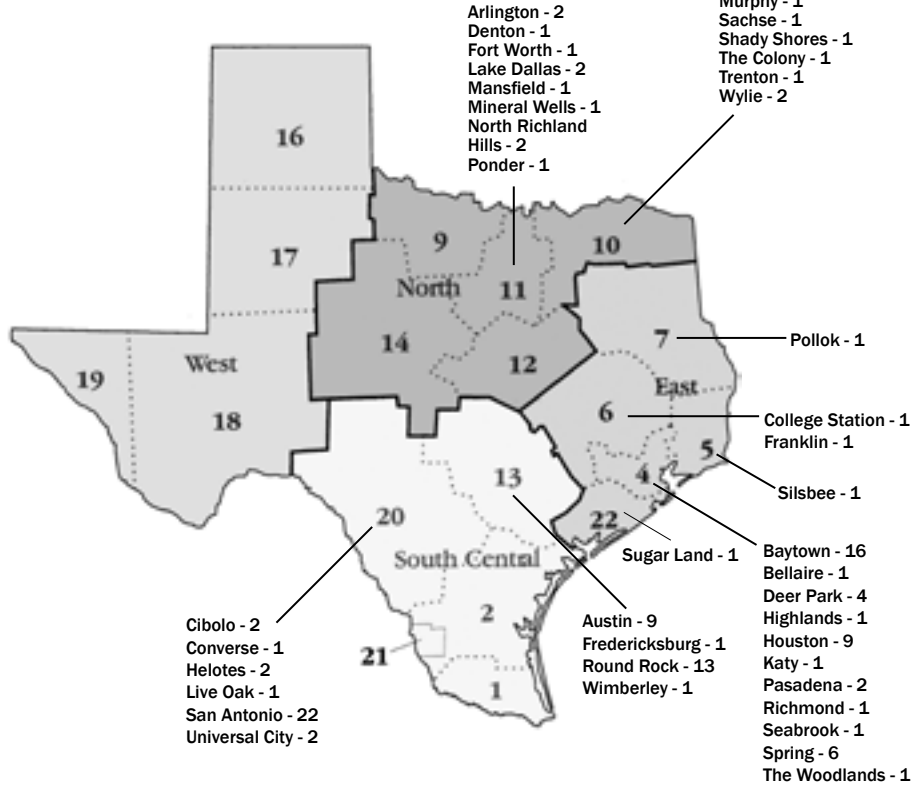 Arlington - 2
Denton - 1
Fort Worth - 1
Lake Dallas - 2
Mansfield - 1
Mineral Wells - 1
North Richland
Hills - 2
Ponder - 1
Murphy - 1
Sachse - 1
Shady Shores - 1
The Colony - 1
Trenton - 1
Wylie - 2
16
17
9
10
North
11
14
12
West
19
18
7
Pollok - 1
East
6
College Station - 1
Franklin - 1
5
Silsbee - 1
4
13
20
22
Sugar Land - 1
South Central
2
21
1
Baytown - 16
Bellaire - 1
Deer Park - 4
Highlands - 1
Houston - 9
Katy - 1
Pasadena - 2
Richmond - 1
Seabrook - 1
Spring - 6
The Woodlands - 1
Austin - 9
Fredericksburg - 1
Round Rock - 13
Wimberley - 1
Cibolo - 2
Converse - 1
Helotes - 2
Live Oak - 1
San Antonio - 22
Universal City - 2